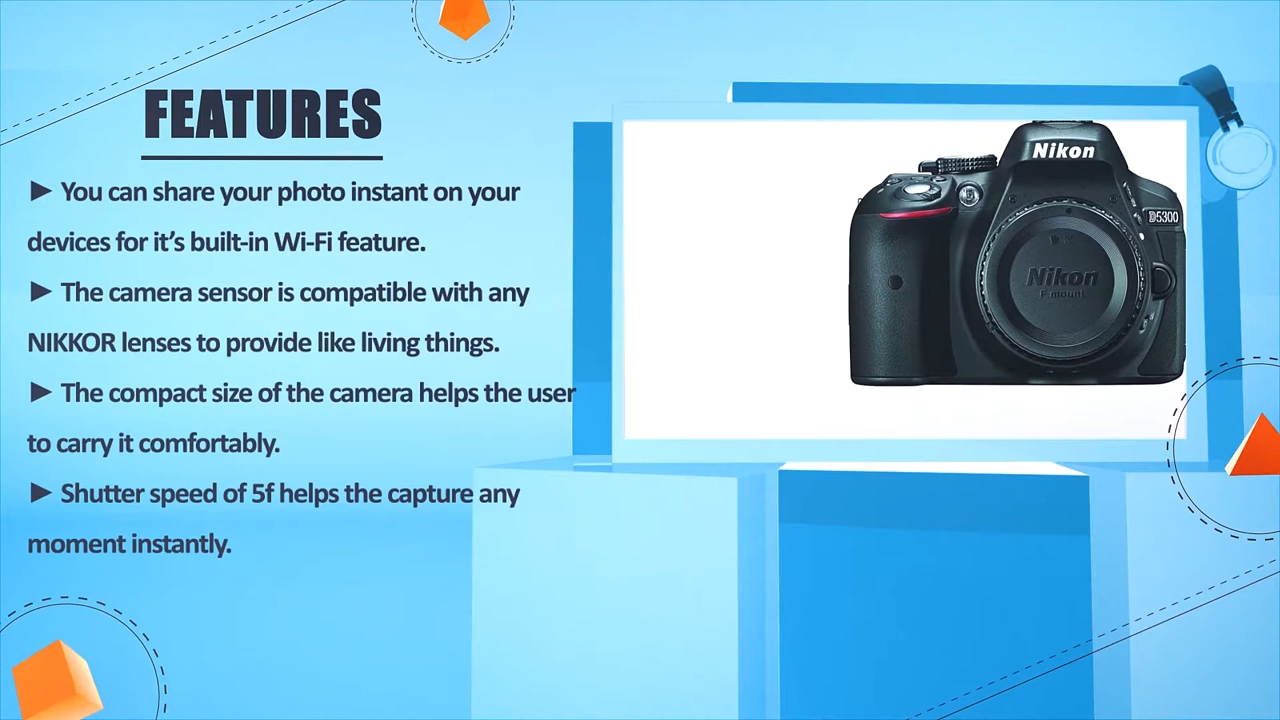 FEATURES
► You can share your photo instant on your
devices for it’s built-in Wi-Fi feature.
► The camera sensor is compatible with any
NIKKOR lenses to provide like living things.
► The compact size of the camera helps the user
to carry it comfortably.
► Shutter speed of 5f helps the capture any
moment instantly.
Nikon
D5300
Nikon
F mount